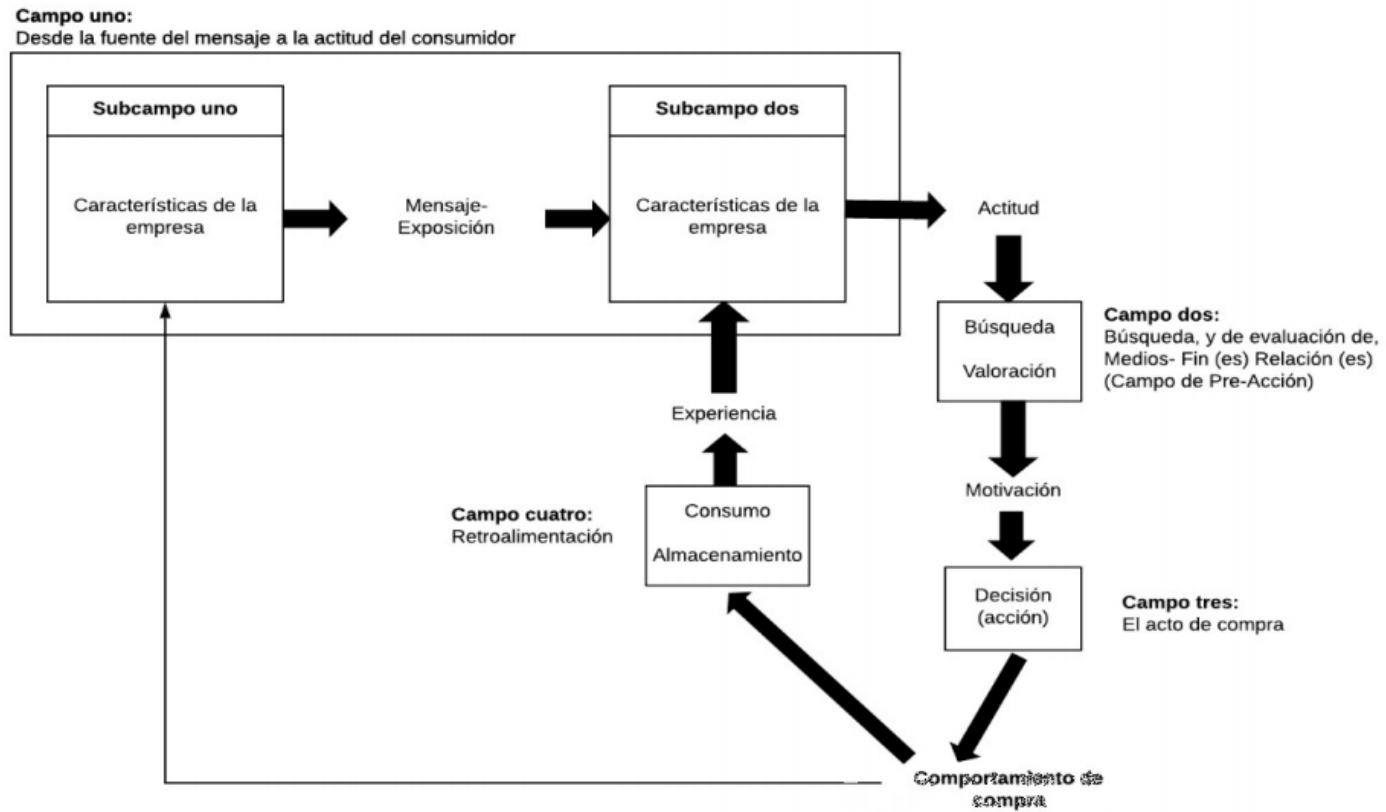 Campo uno:
Desde la fuente del mensaje a la actitud del consumidor
Subcampo uno
Características de la
empresa
Mensaje-
Exposición
Subcampo dos
Características de la
empresa
Actitud
Búsqueda
Valoración
Campo dos:
Búsqueda, y de evaluación de,
Medios- Fin (es) Relación (es)
(Campo de Pre-Acción)
Motivación
Decisión
(acción)
Campo tres:
El acto de compra
Comportamiento de
compra
Campo cuatro:
Retroalimentación
Consumo
Almacenamiento
Experiencia